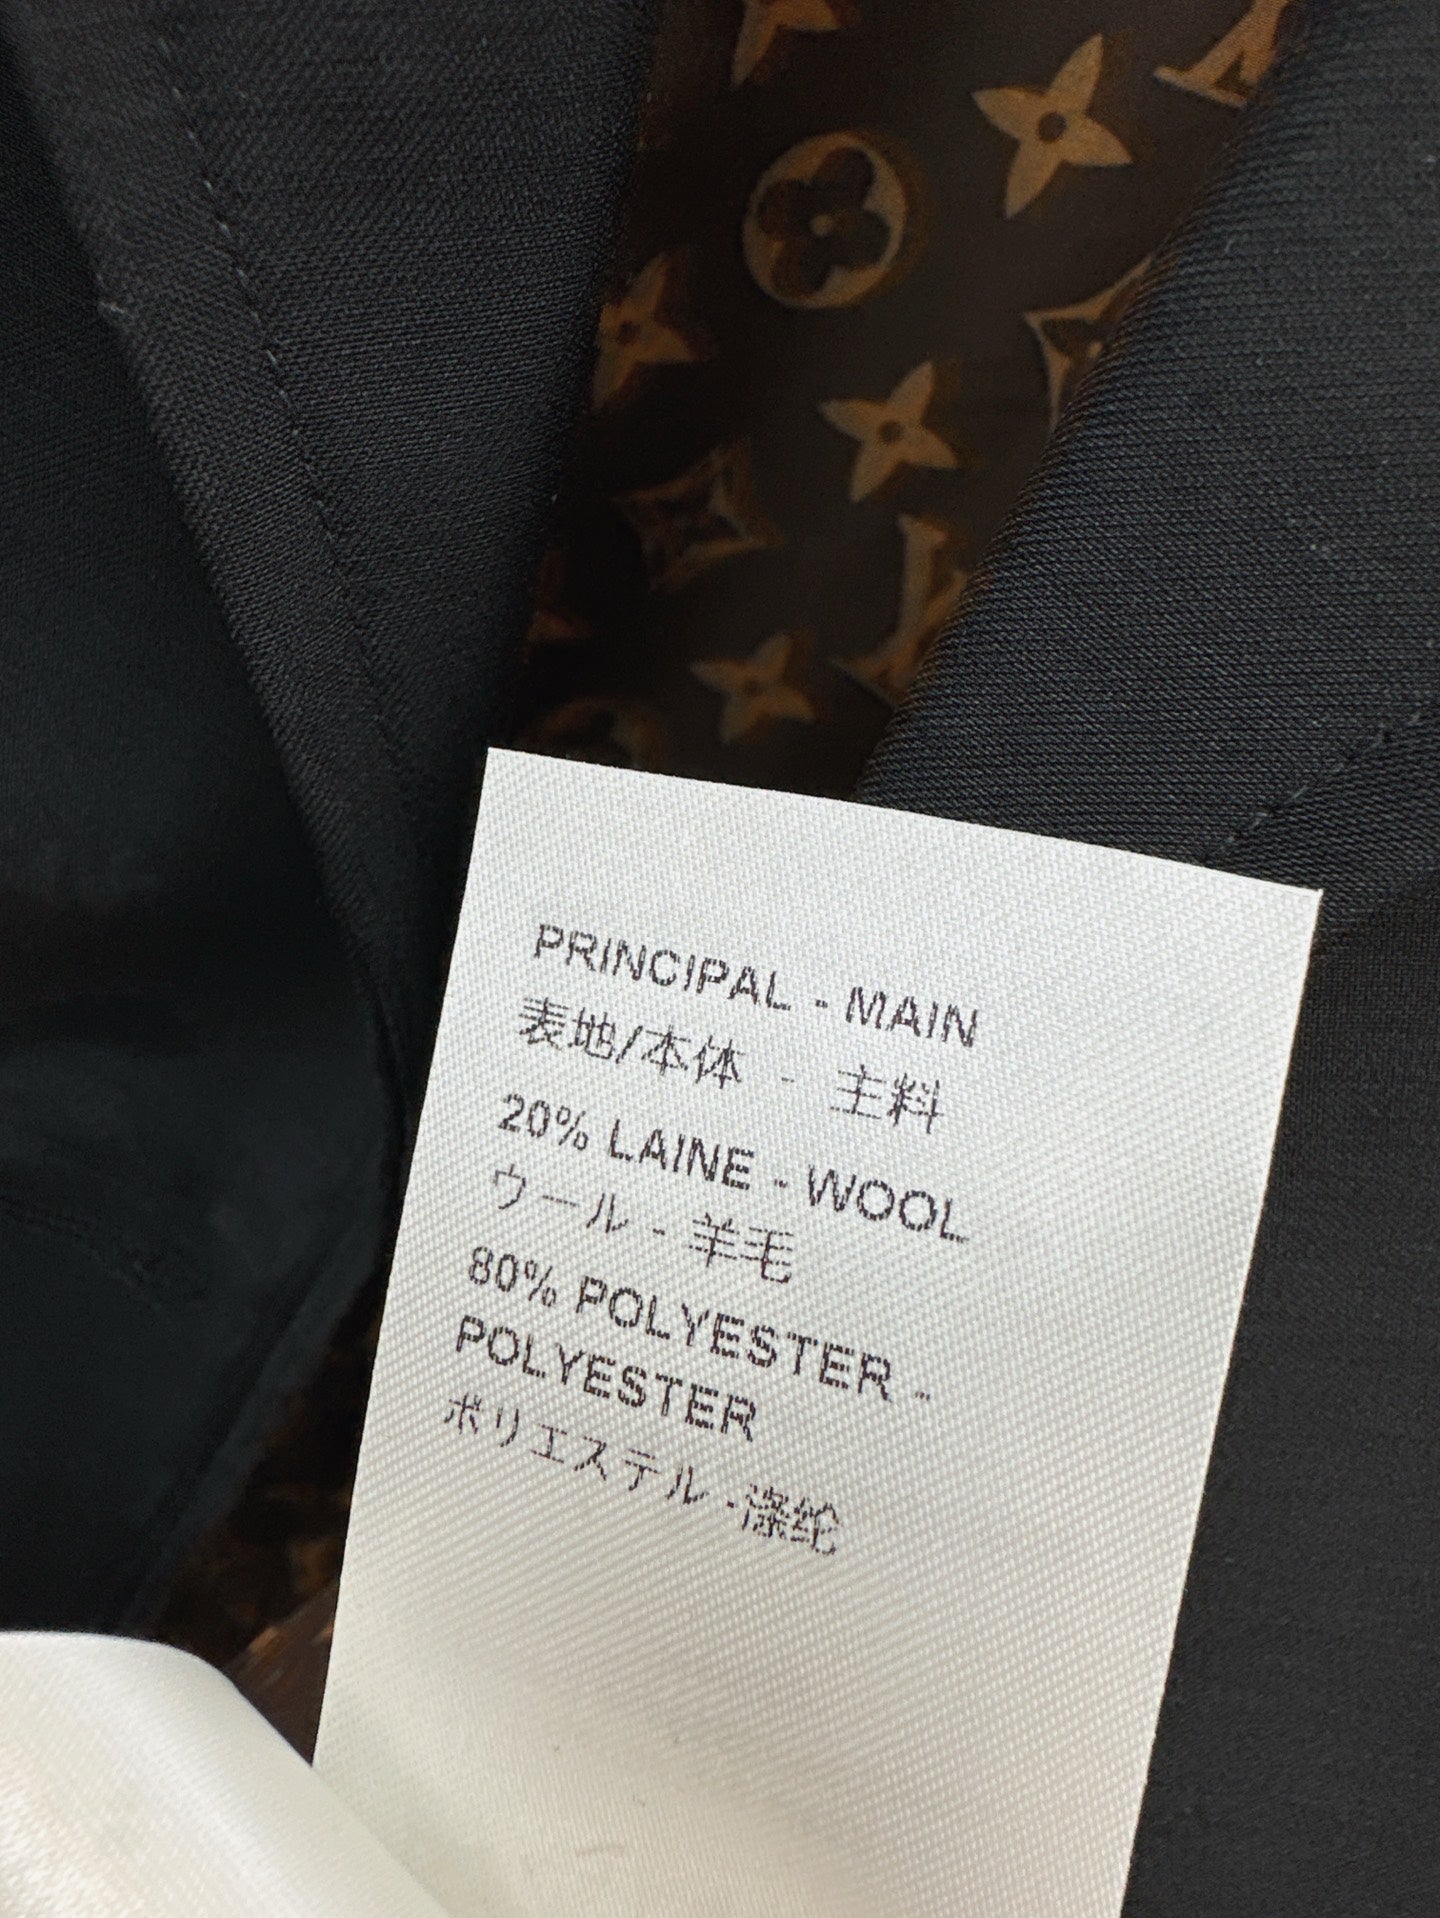 PRINCIPAL - MAIN
表地/本体 - 主料
20% LAINE - WOOL
ウール - 羊毛
80% POLYESTER -
POLYESTER
ポリエステル -涤纶